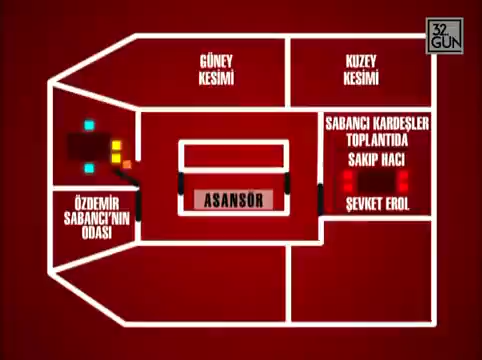 32.
GÜN
GÜNEY
KESİMİ
KUZEY
KESİMİ
SABANCI KARDEŞLER
TOPLANTIDA
SAKIP HACI
ŞEVKET EROL
ASANSÖR
ÖZDEMİR
SABANCI'NIN
ODASI